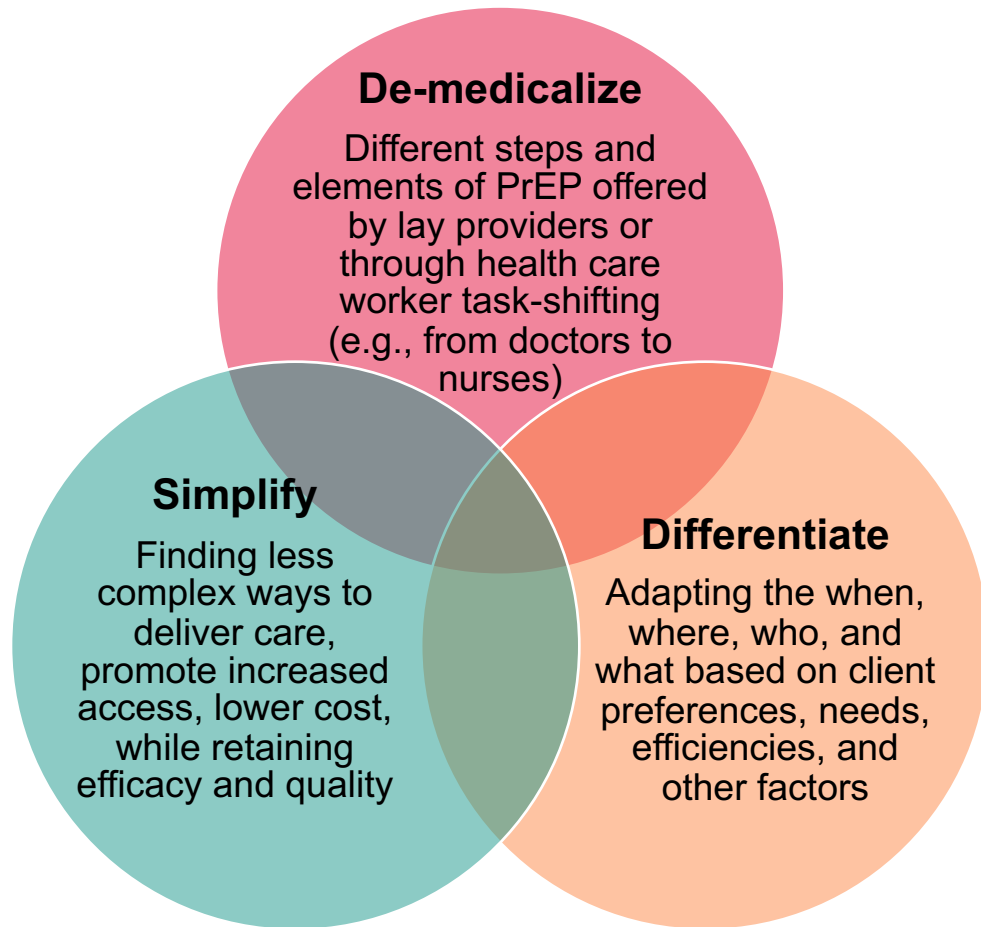 De-medicalize
Different steps and
elements of PrEP offered
by lay providers or
through health care
worker task-shifting
(e.g., from doctors to
nurses)
Simplify
Finding less
complex ways to
deliver care,
promote increased
access, lower cost,
while retaining
efficacy and quality
Differentiate
Adapting the when,
where, who, and
what based on client
preferences, needs,
efficiencies, and
other factors